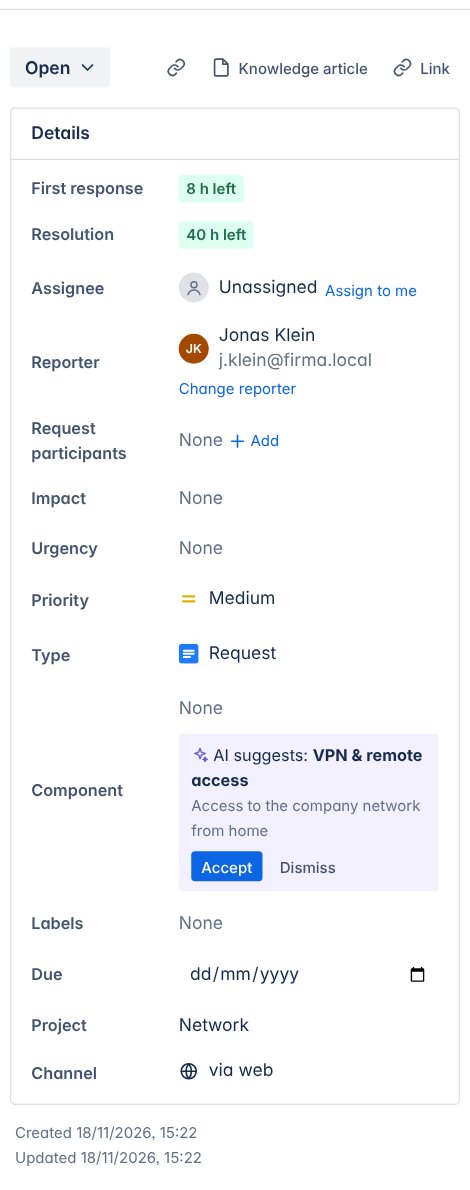 Open
Knowledge article
Link
Details
First response
8 h left
Resolution
40 h left
Assignee
Unassigned Assign to me
Reporter
JK
Jonas Klein
j.klein@firma.local
Change reporter
Request
participants
None + Add
Impact
None
Urgency
None
Priority
Medium
Type
Request
Component
None
AI suggests: VPN & remote
access
Access to the company network
from home
Accept Dismiss
Labels
None
Due
dd/mm/yyyy
Project
Network
Channel
via web
Created 18/11/2026, 15:22
Updated 18/11/2026, 15:22